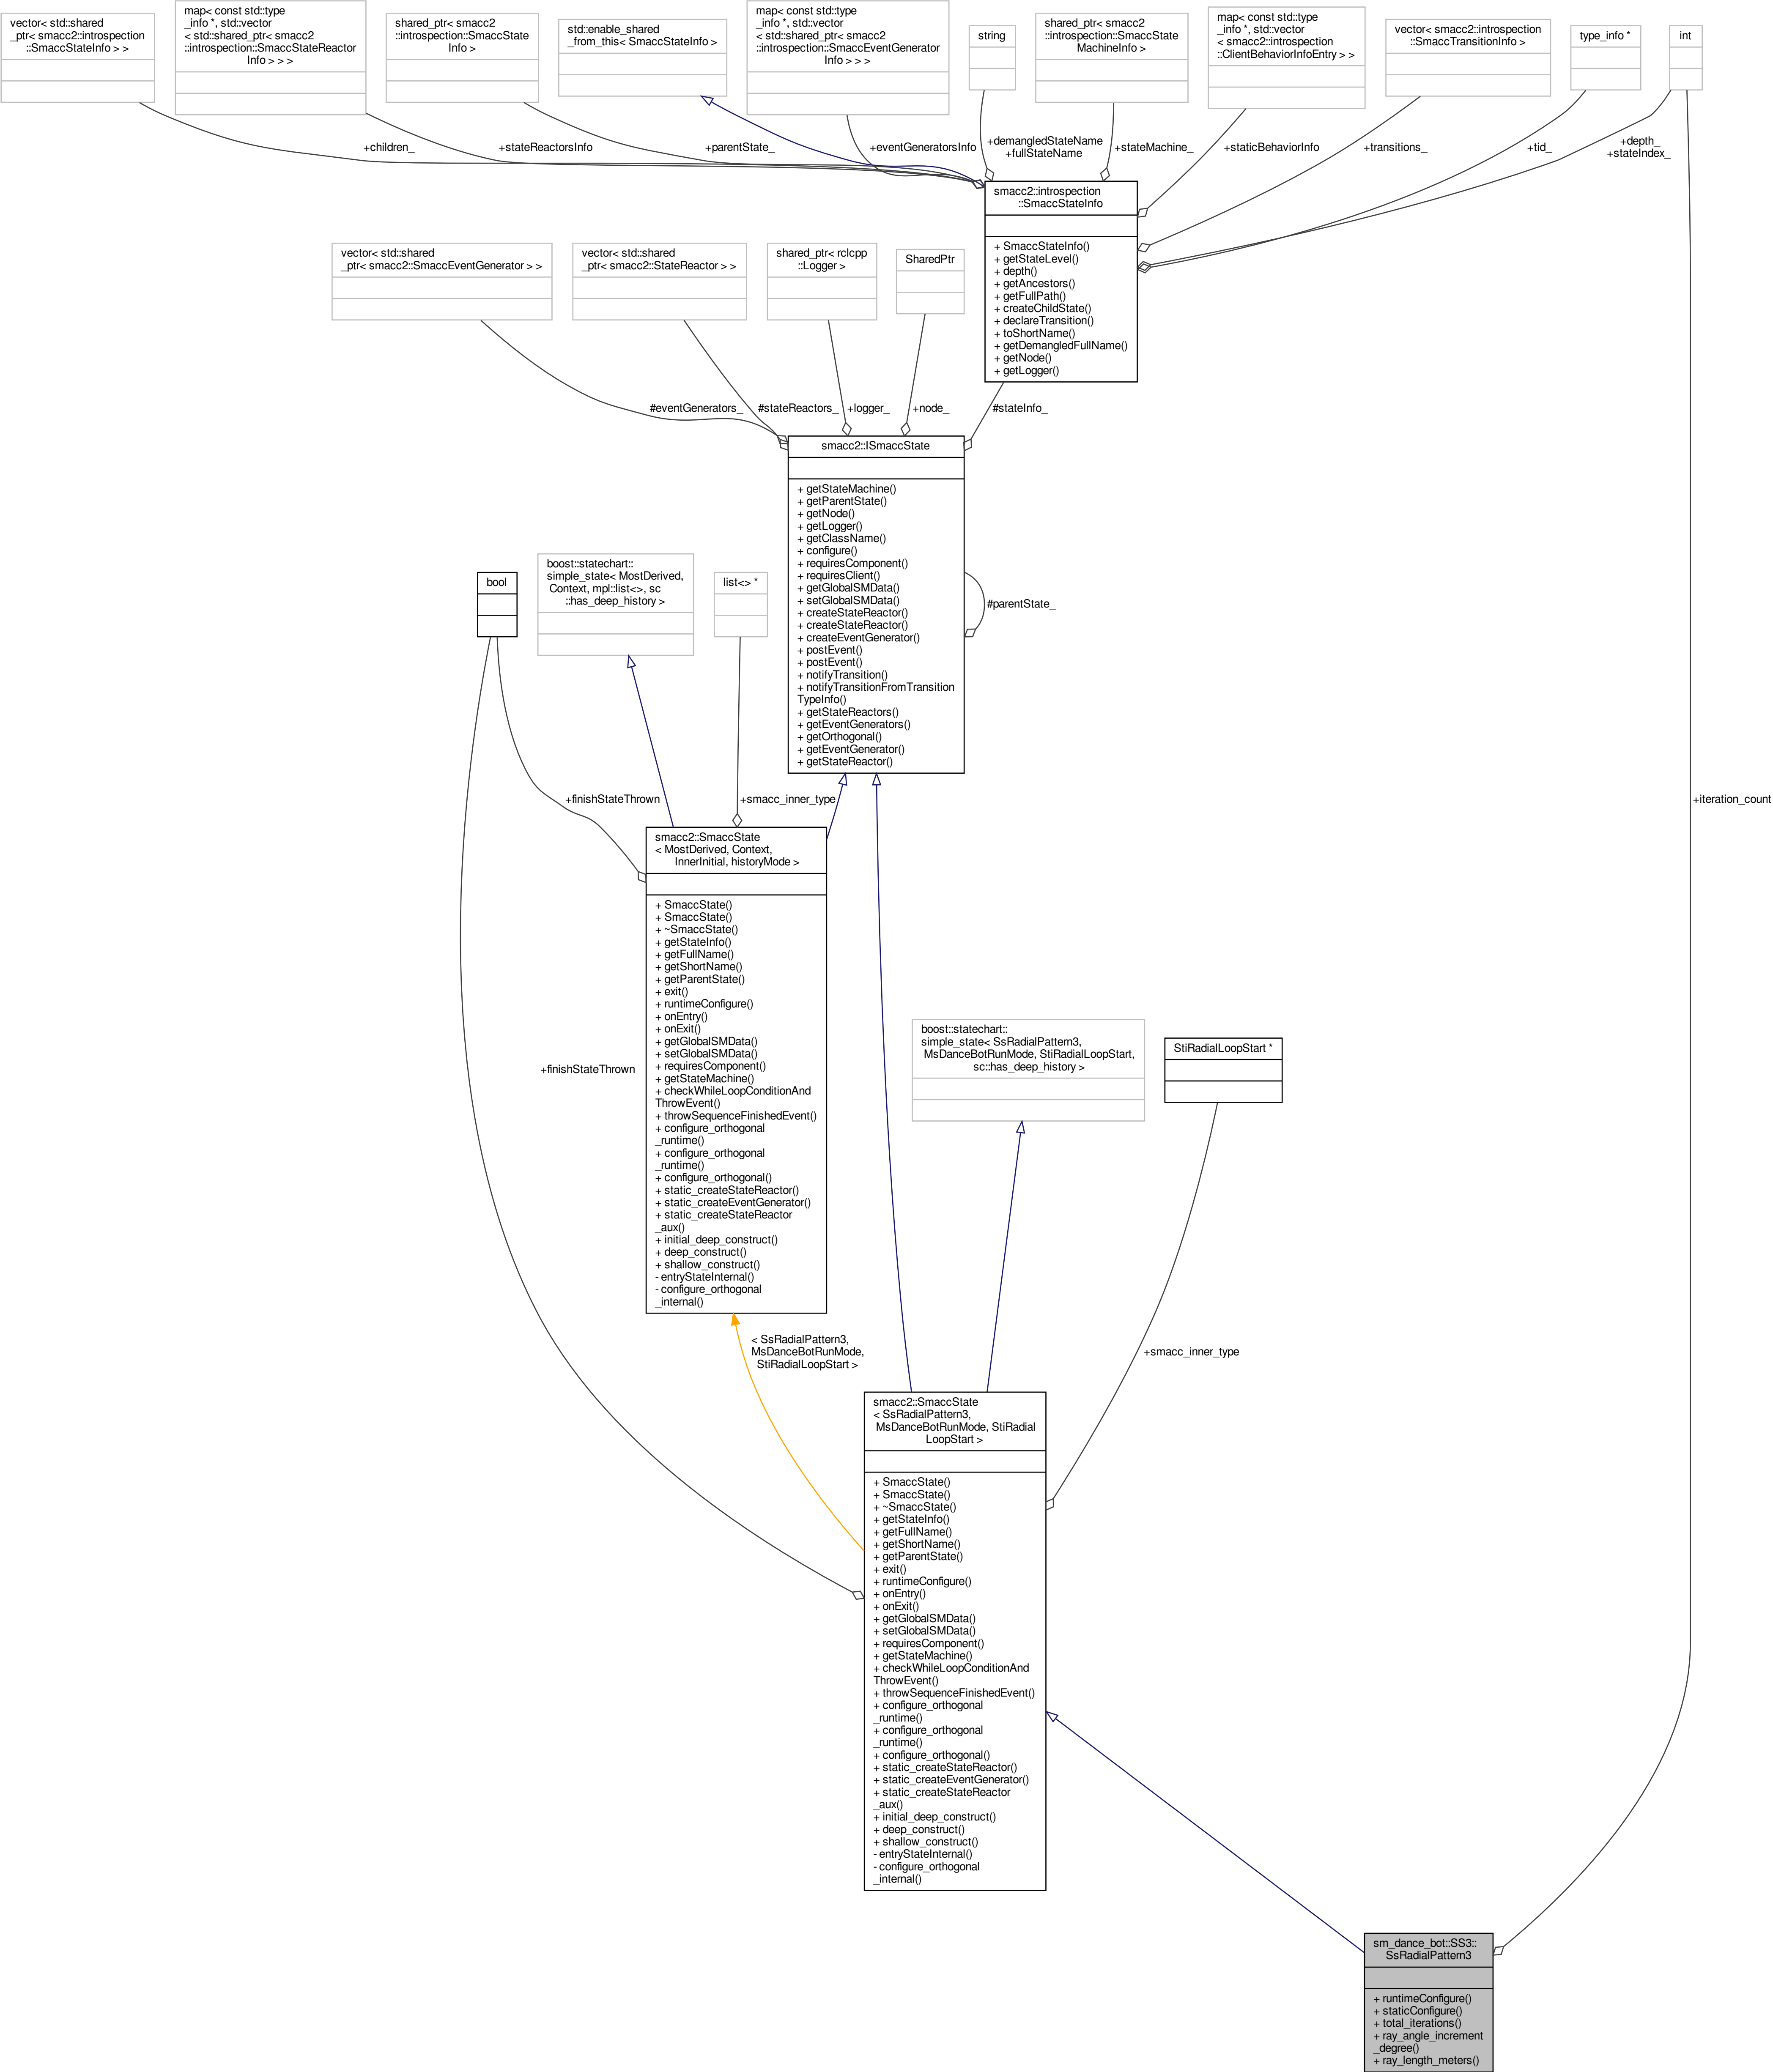 vector< std::shared
_ptr< smacc2::introspection
::SmaccStateInfo > >
map< const std::type
_info *, std::vector
< std::shared_ptr< smacc2
::introspection::SmaccStateReactor
Info > > >
shared_ptr< smacc2
::introspection::SmaccState
Info >
std::enable_shared
_from_this< SmaccStateInfo >
map< const std::type
_info *, std::vector
< std::shared_ptr< smacc2
::introspection::SmaccEventGenerator
Info > > >
string
shared_ptr< smacc2
::introspection::SmaccState
MachineInfo >
map< const std::type
_info *, std::vector
< smacc2::introspection
::ClientBehaviorInfoEntry > >
vector< smacc2::introspection
::SmaccTransitionInfo >
type_info *
int
+children_
+stateReactorsInfo
+parentState_
+eventGeneratorsInfo
+demangledStateName
+fullStateName
+stateMachine_
+staticBehaviorInfo
+transitions_
+tid_
+depth_
+stateIndex_
smacc2::introspection
::SmaccStateInfo
+ SmaccStateInfo()
+ getStateLevel()
+ depth()
+ getAncestors()
+ getFullPath()
+ createChildState()
+ declareTransition()
+ toShortName()
+ getDemangledFullName()
+ getNode()
+ getLogger()
vector< std::shared
_ptr< smacc2::SmaccEventGenerator > >
vector< std::shared
_ptr< smacc2::StateReactor > >
shared_ptr< rclcpp
::Logger >
SharedPtr
#eventGenerators_
#stateReactors_
+logger_
+node_
#stateInfo_
smacc2::ISmaccState
+ getStateMachine()
+ getParentState()
+ getNode()
+ getLogger()
+ getClassName()
+ configure()
+ requiresComponent()
+ requiresClient()
+ getGlobalSMData()
+ setGlobalSMData()
+ createStateReactor()
+ createStateReactor()
+ createEventGenerator()
+ postEvent()
+ postEvent()
+ notifyTransition()
+ notifyTransitionFromTransition
TypeInfo()
+ getStateReactors()
+ getEventGenerators()
+ getOrthogonal()
+ getEventGenerator()
+ getStateReactor()
#parentState_
bool
boost::statechart::
simple_state< MostDerived,
Context, mpl::list<>, sc
::has_deep_history >
list<> *
+finishStateThrown
+smacc_inner_type
+iteration_count
smacc2::SmaccState
< MostDerived, Context,
InnerInitial, historyMode >
+ SmaccState()
+ SmaccState()
+ ~SmaccState()
+ getStateInfo()
+ getFullName()
+ getShortName()
+ getParentState()
+ exit()
+ runtimeConfigure()
+ onEntry()
+ onExit()
+ getGlobalSMData()
+ setGlobalSMData()
+ requiresComponent()
+ getStateMachine()
+ checkWhileLoopConditionAnd
ThrowEvent()
+ throwSequenceFinishedEvent()
+ configure_orthogonal
_runtime()
+ configure_orthogonal
_runtime()
+ configure_orthogonal()
+ static_createStateReactor()
+ static_createEventGenerator()
+ static_createStateReactor
_aux()
+ initial_deep_construct()
+ deep_construct()
+ shallow_construct()
- entryStateInternal()
- configure_orthogonal
_internal()
+finishStateThrown
boost::statechart::
simple_state< SsRadialPattern3,
MsDanceBotRunMode, StiRadialLoopStart,
sc::has_deep_history >
StiRadialLoopStart *
< SsRadialPattern3,
MsDanceBotRunMode,
StiRadialLoopStart >
+smacc_inner_type
smacc2::SmaccState
< SsRadialPattern3,
MsDanceBotRunMode, StiRadial
LoopStart >
+ SmaccState()
+ SmaccState()
+ ~SmaccState()
+ getStateInfo()
+ getFullName()
+ getShortName()
+ getParentState()
+ exit()
+ runtimeConfigure()
+ onEntry()
+ onExit()
+ getGlobalSMData()
+ setGlobalSMData()
+ requiresComponent()
+ getStateMachine()
+ checkWhileLoopConditionAnd
ThrowEvent()
+ throwSequenceFinishedEvent()
+ configure_orthogonal
_runtime()
+ configure_orthogonal
_runtime()
+ configure_orthogonal()
+ static_createStateReactor()
+ static_createEventGenerator()
+ static_createStateReactor
_aux()
+ initial_deep_construct()
+ deep_construct()
+ shallow_construct()
- entryStateInternal()
- configure_orthogonal
_internal()
sm_dance_bot::SS3::
SsRadialPattern3
+ runtimeConfigure()
+ staticConfigure()
+ total_iterations()
+ ray_angle_increment
_degree()
+ ray_length_meters()